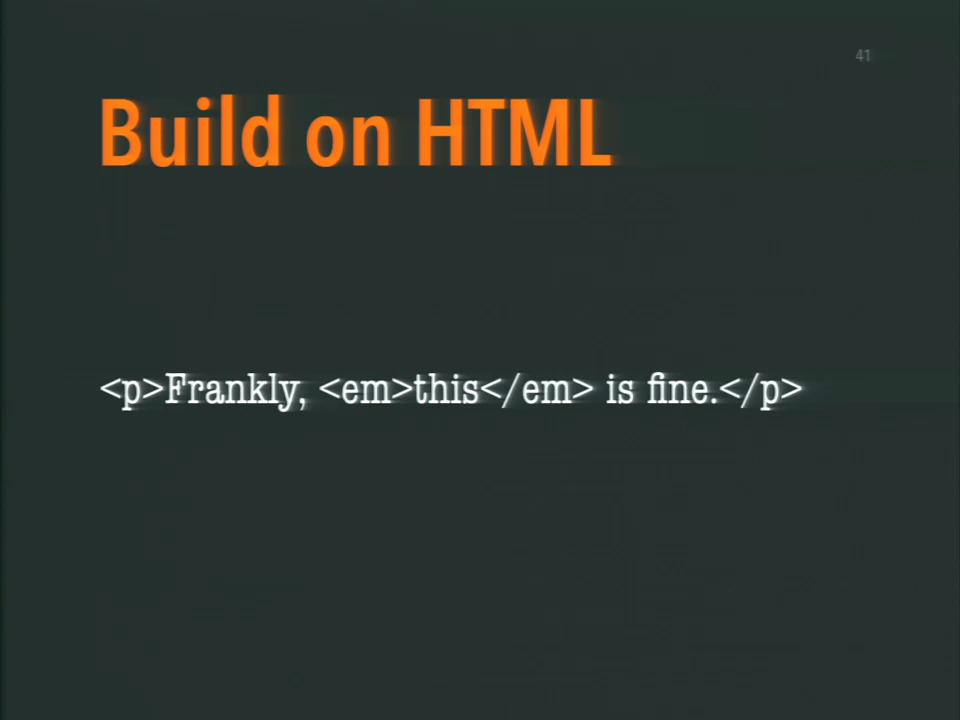 41
Build on HTML
<p>Frankly, <em>this</em> is fine.</p>